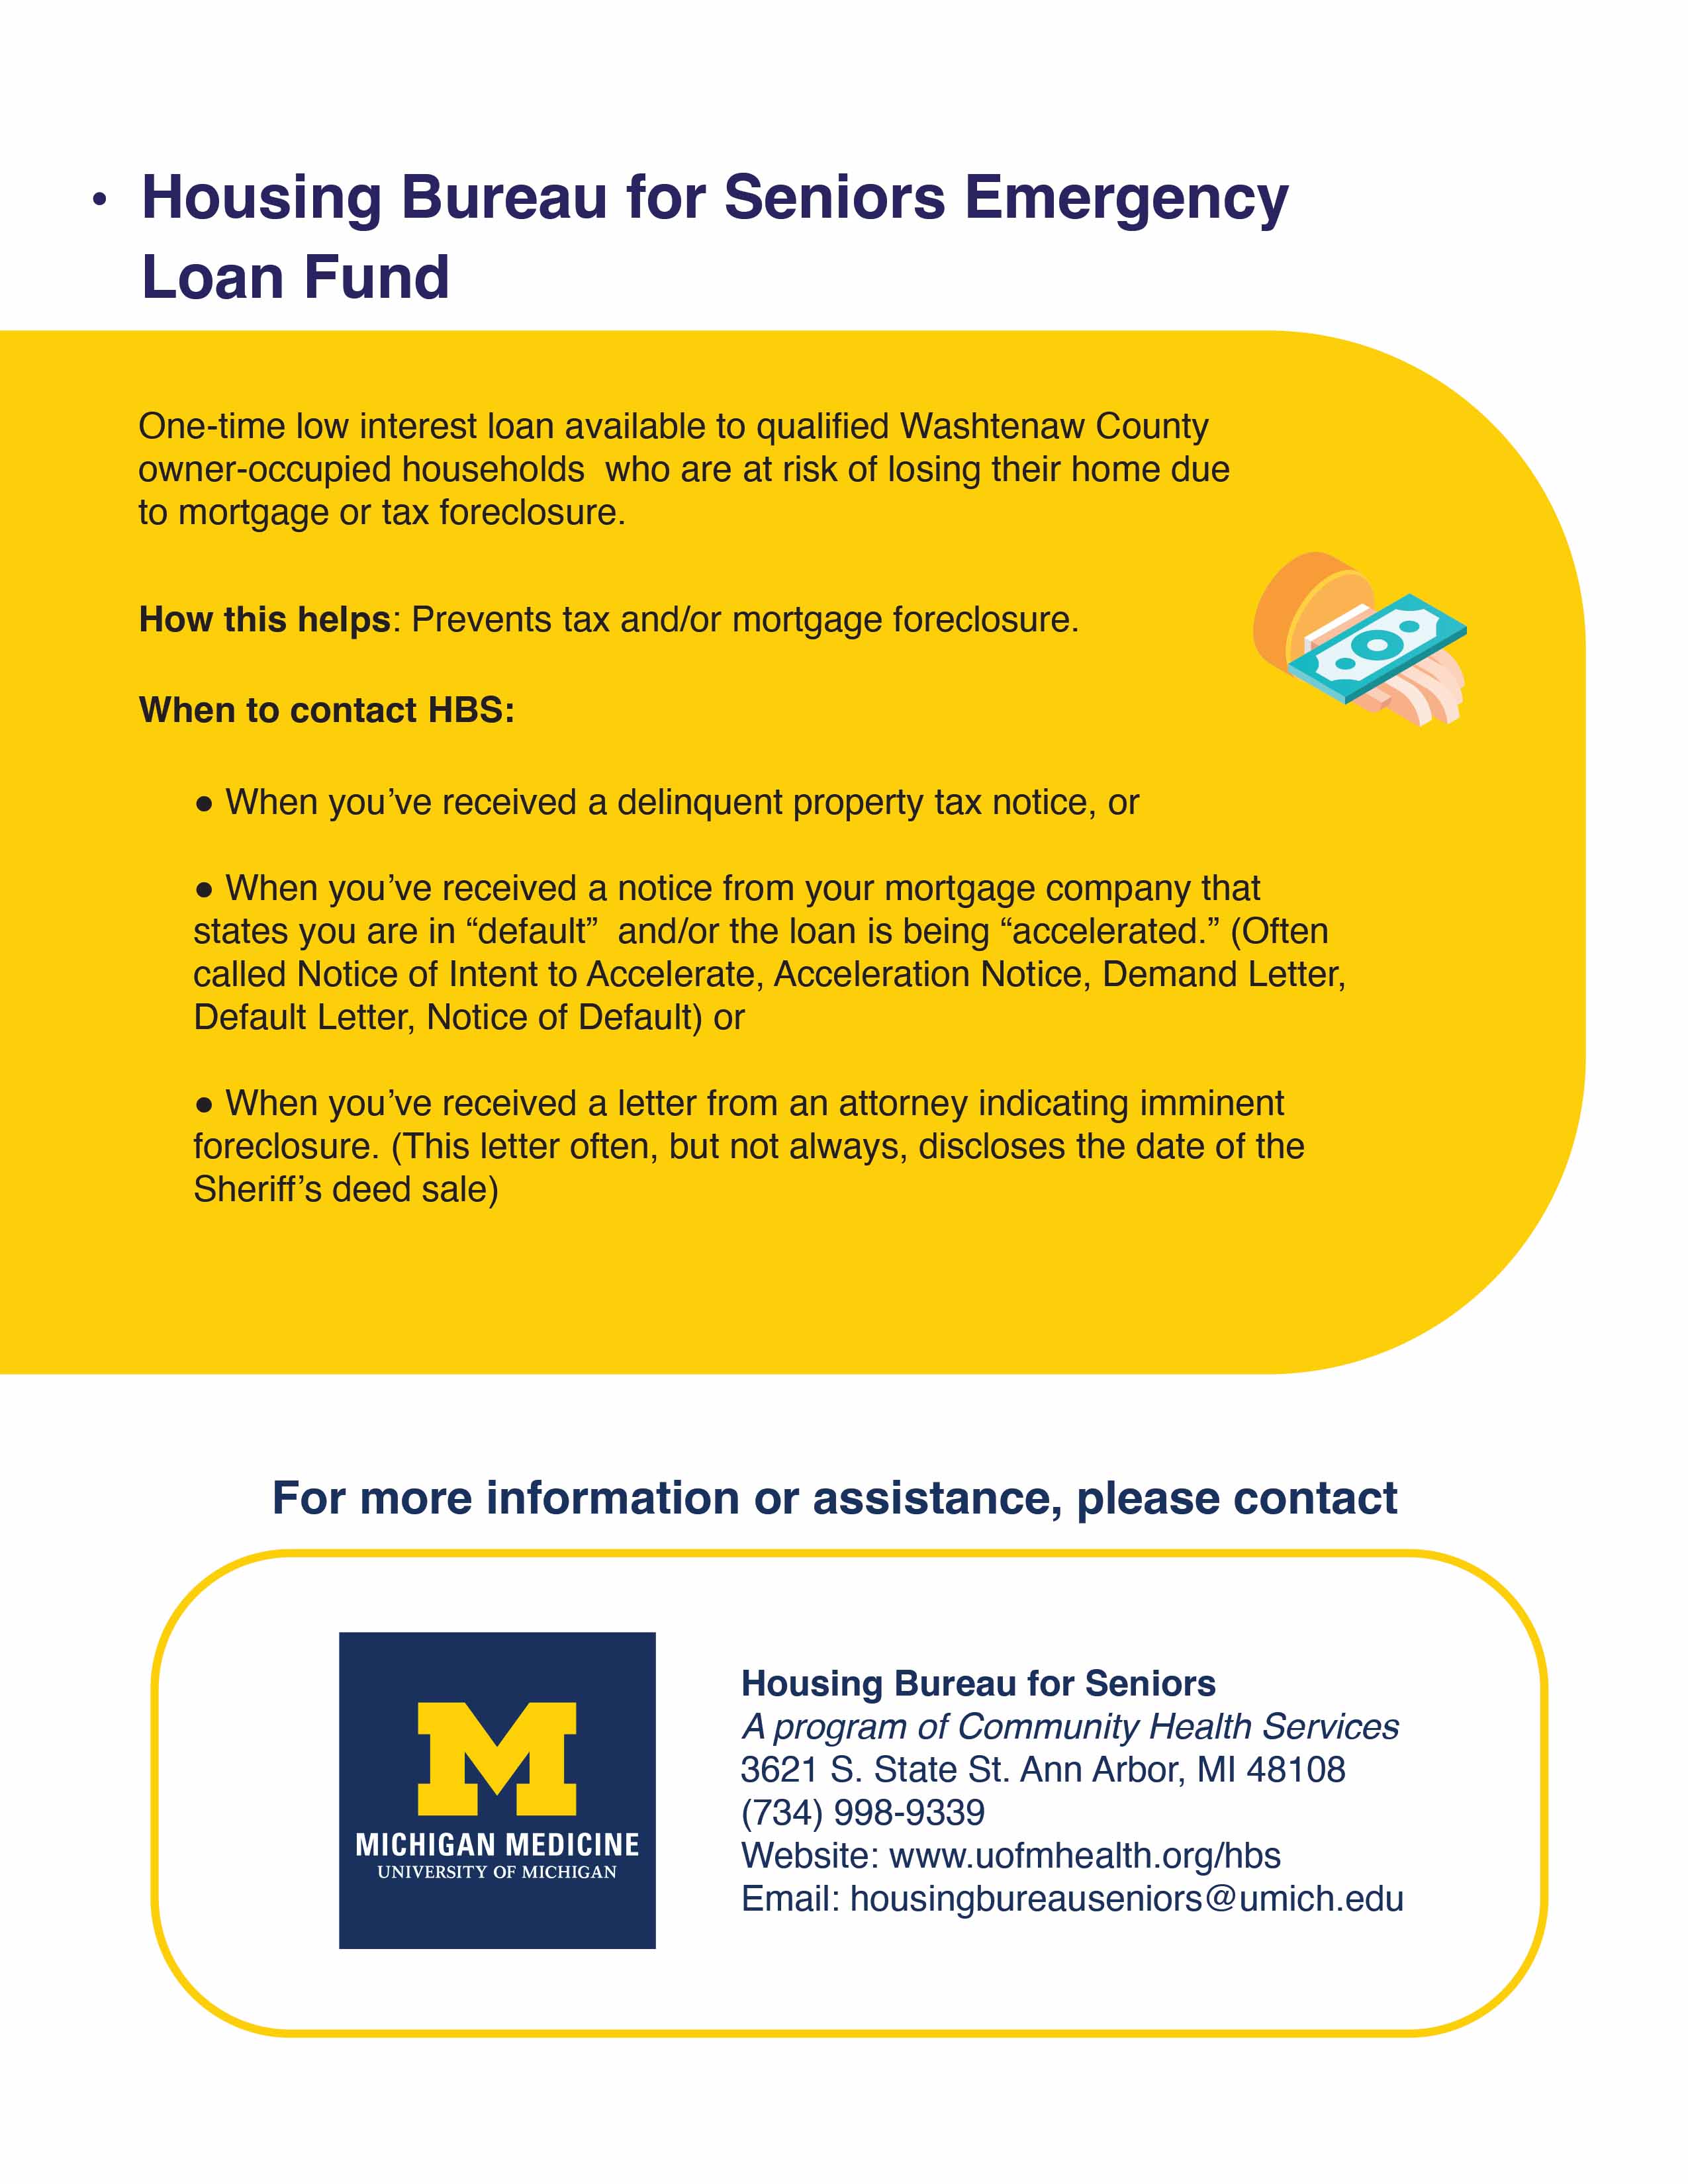 • Housing Bureau for Seniors Emergency
Loan Fund
One-time low interest loan available to qualified Washtenaw County
owner-occupied households  who are at risk of losing their home due
to mortgage or tax foreclosure.
How this helps: Prevents tax and/or mortgage foreclosure.
When to contact HBS:
● When you’ve received a delinquent property tax notice, or
● When you’ve received a notice from your mortgage company that
states you are in “default”  and/or the loan is being “accelerated.” (Often
called Notice of Intent to Accelerate, Acceleration Notice, Demand Letter,
Default Letter, Notice of Default) or
● When you’ve received a letter from an attorney indicating imminent
foreclosure. (This letter often, but not always, discloses the date of the
Sheriff’s deed sale)
For more information or assistance, please contact
M
MICHIGAN MEDICINE
UNIVERSITY OF MICHIGAN
Housing Bureau for Seniors
A program of Community Health Services
3621 S. State St. Ann Arbor, MI 48108
(734) 998-9339
Website: www.uofmhealth.org/hbs
Email: housingbureauseniors@umich.edu